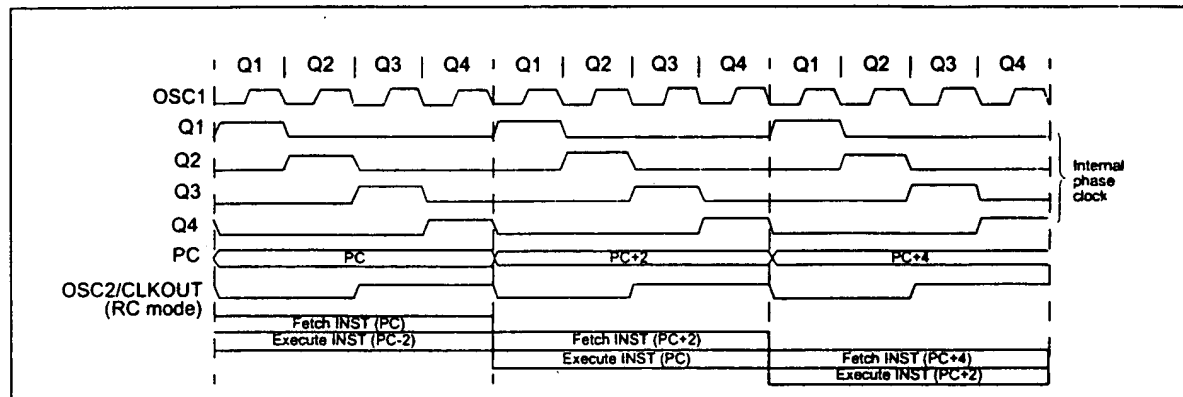 Q1 | Q2 | Q3 | Q4 | Q1 | Q2 | Q3 | Q4 | Q1 | Q2 | Q3 | Q4
OSC1
Q1
Q2
Q3
Q4
Internal
phase
clock
PC PC PC+2 PC+4
OSC2/CLKOUT
(RC mode)
Fetch INST (PC)
Execute INST (PC-2) Fetch INST (PC+2)
Execute INST (PC) Fetch INST (PC+4)
Execute INST (PC+2)